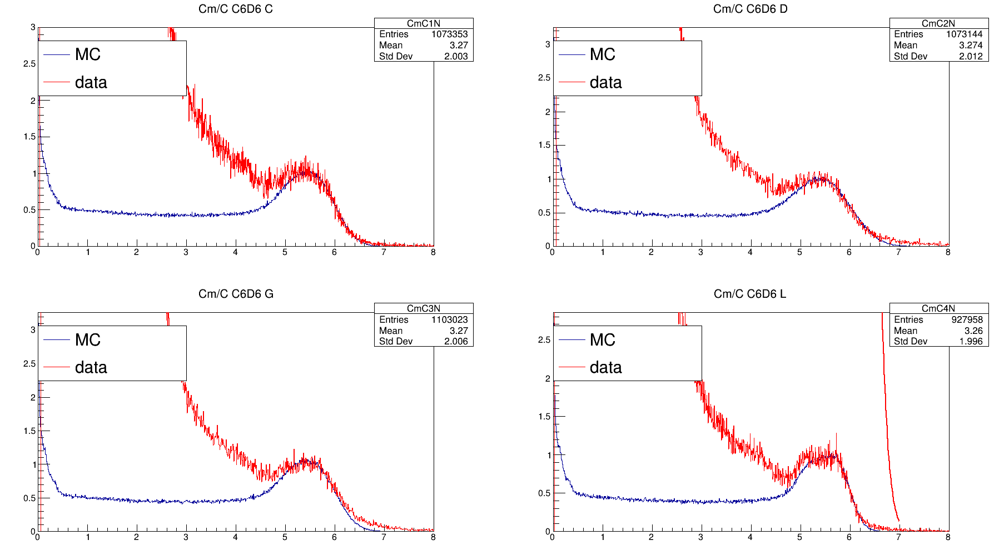 Cm/C C6D6 C
CmC1N
Entries 1073353
Mean 3.27
Std Dev 2.003
MC
data
3
2.5
2
1.5
1
0.5
0
0 1 2 3 4 5 6 7 8
Cm/C C6D6 D
CmC2N
Entries 1073144
Mean 3.274
Std Dev 2.012
MC
data
3
2.5
2
1.5
1
0.5
0
0 1 2 3 4 5 6 7 8
Cm/C C6D6 G
CmC3N
Entries 1103023
Mean 3.27
Std Dev 2.006
MC
data
3
2.5
2
1.5
1
0.5
0
0 1 2 3 4 5 6 7 8
Cm/C C6D6 L
CmC4N
Entries 927958
Mean 3.26
Std Dev 1.996
MC
data
2.5
2
1.5
1
0.5
0
0 1 2 3 4 5 6 7 8